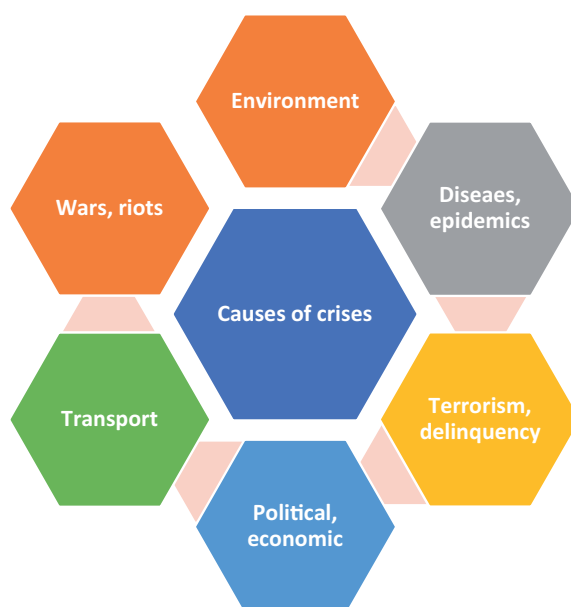 Environment
Diseaes,
epidemics
Terrorism,
delinquency
Political,
economic
Transport
Wars, riots
Causes of crises